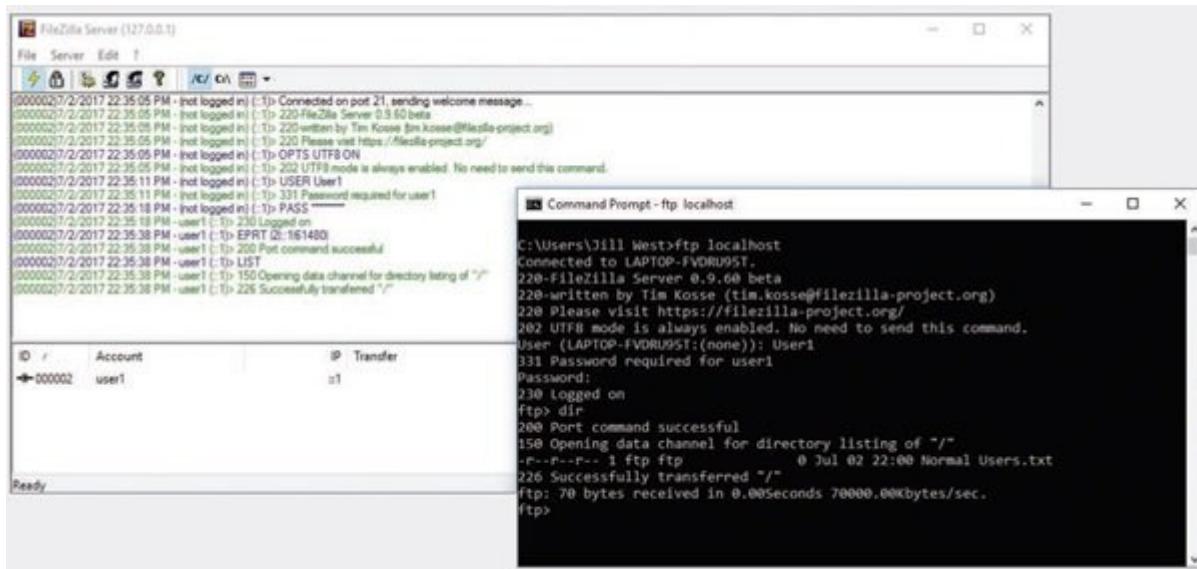 FileZilla Server (127.0.0.1)
File Server Edit ?
/C/ C:\
(000002)7/2/2017 22:35:05 PM - (not logged in) (::1)> Connected on port 21, sending welcome message...
(000002)7/2/2017 22:35:05 PM - (not logged in) (::1)> 220-FileZilla Server 0.9.60 beta
(000002)7/2/2017 22:35:05 PM - (not logged in) (::1)> 220-written by Tim Kosse (tim.kosse@filezilla-project.org)
(000002)7/2/2017 22:35:05 PM - (not logged in) (::1)> 220 Please visit https://filezilla-project.org/
(000002)7/2/2017 22:35:05 PM - (not logged in) (::1)> OPTS UTF8 ON
(000002)7/2/2017 22:35:05 PM - (not logged in) (::1)> 202 UTF8 mode is always enabled. No need to send this command.
(000002)7/2/2017 22:35:11 PM - (not logged in) (::1)> USER User1
(000002)7/2/2017 22:35:11 PM - (not logged in) (::1)> 331 Password required for user1
(000002)7/2/2017 22:35:18 PM - (not logged in) (::1)> PASS
(000002)7/2/2017 22:35:18 PM - user1 (::1)> 230 Logged on
(000002)7/2/2017 22:35:38 PM - user1 (::1)> EPRT |2|::1|61480|
(000002)7/2/2017 22:35:38 PM - user1 (::1)> 200 Port command successful
(000002)7/2/2017 22:35:38 PM - user1 (::1)> LIST
(000002)7/2/2017 22:35:38 PM - user1 (::1)> 150 Opening data channel for directory listing of "/"
(000002)7/2/2017 22:35:38 PM - user1 (::1)> 226 Successfully transferred "/"
ID / Account IP Transfer
000002 user1 ::1
Ready
Command Prompt - ftp localhost
C:\Users\Jill West>ftp localhost
Connected to LAPTOP-FVDRU95T.
220-FileZilla Server 0.9.60 beta
220-written by Tim Kosse (tim.kosse@filezilla-project.org)
220 Please visit https://filezilla-project.org/
202 UTF8 mode is always enabled. No need to send this command.
User (LAPTOP-FVDRU95T:(none)): User1
331 Password required for user1
Password:
230 Logged on
ftp> dir
200 Port command successful
150 Opening data channel for directory listing of "/"
-r--r--r-- 1 ftp ftp 0 Jul 02 22:00 Normal Users.txt
226 Successfully transferred "/"
ftp: 70 bytes received in 0.00Seconds 70000.00Kbytes/sec.
ftp>